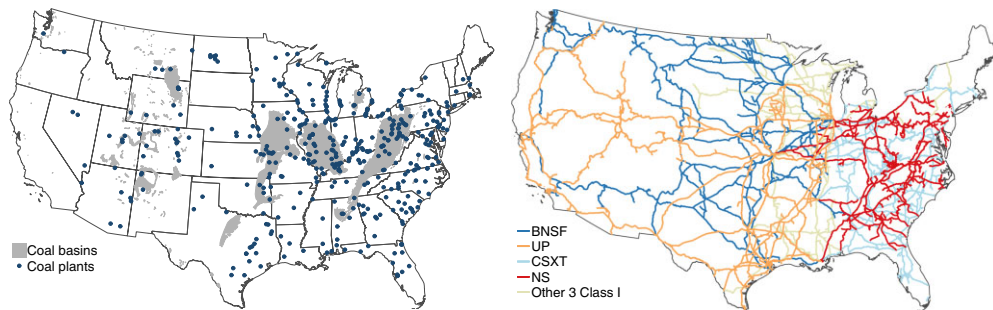 Coal basins
Coal plants
BNSF
UP
CSXT
NS
Other 3 Class I